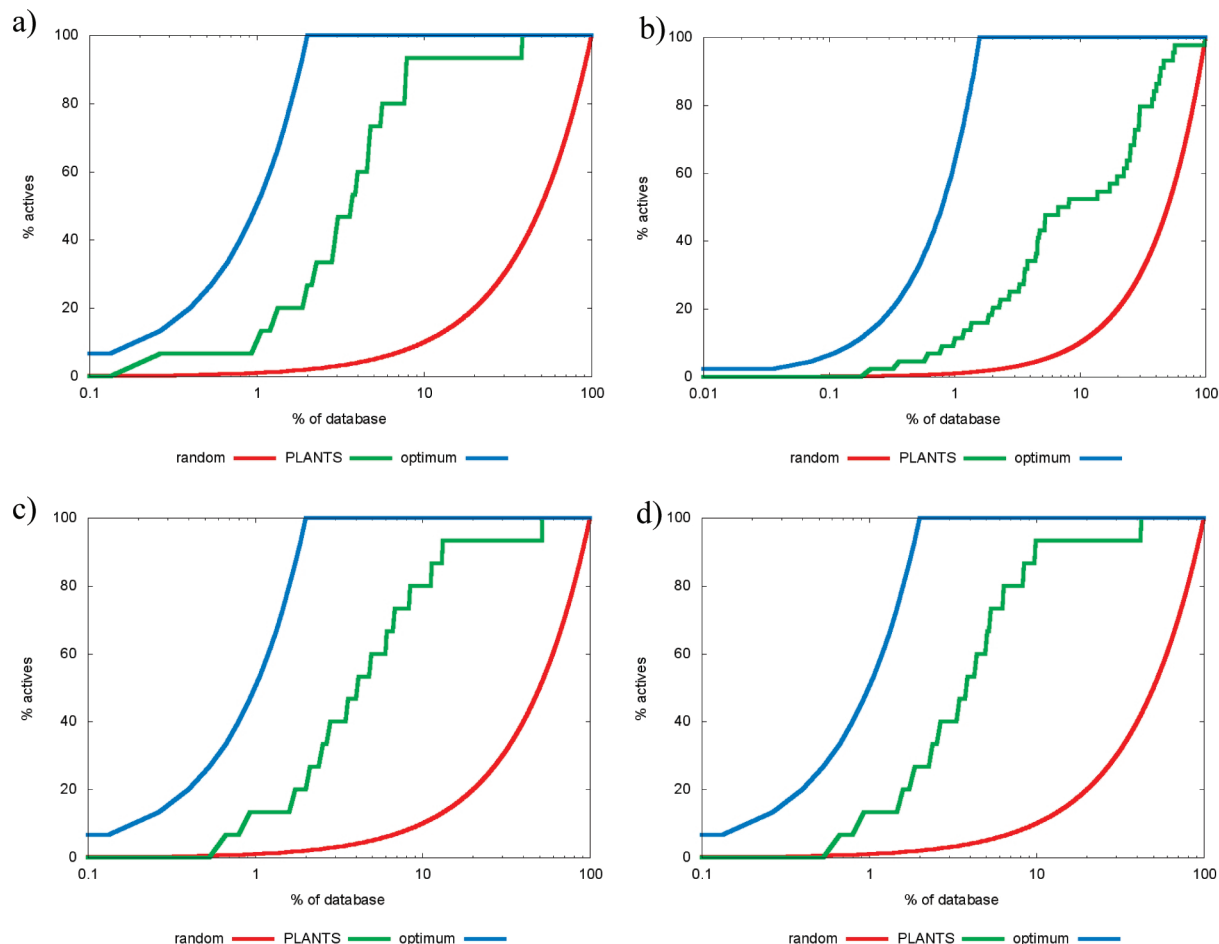 a)
% actives
100
80
60
40
20
0
0.1 1 10 100
% of database
random PLANTS optimum
b)
% actives
100
80
60
40
20
0
0.01 0.1 1 10 100
% of database
random PLANTS optimum
c)
% actives
100
80
60
40
20
0
0.1 1 10 100
% of database
random PLANTS optimum
d)
% actives
100
80
60
40
20
0
0.1 1 10 100
% of database
random PLANTS optimum